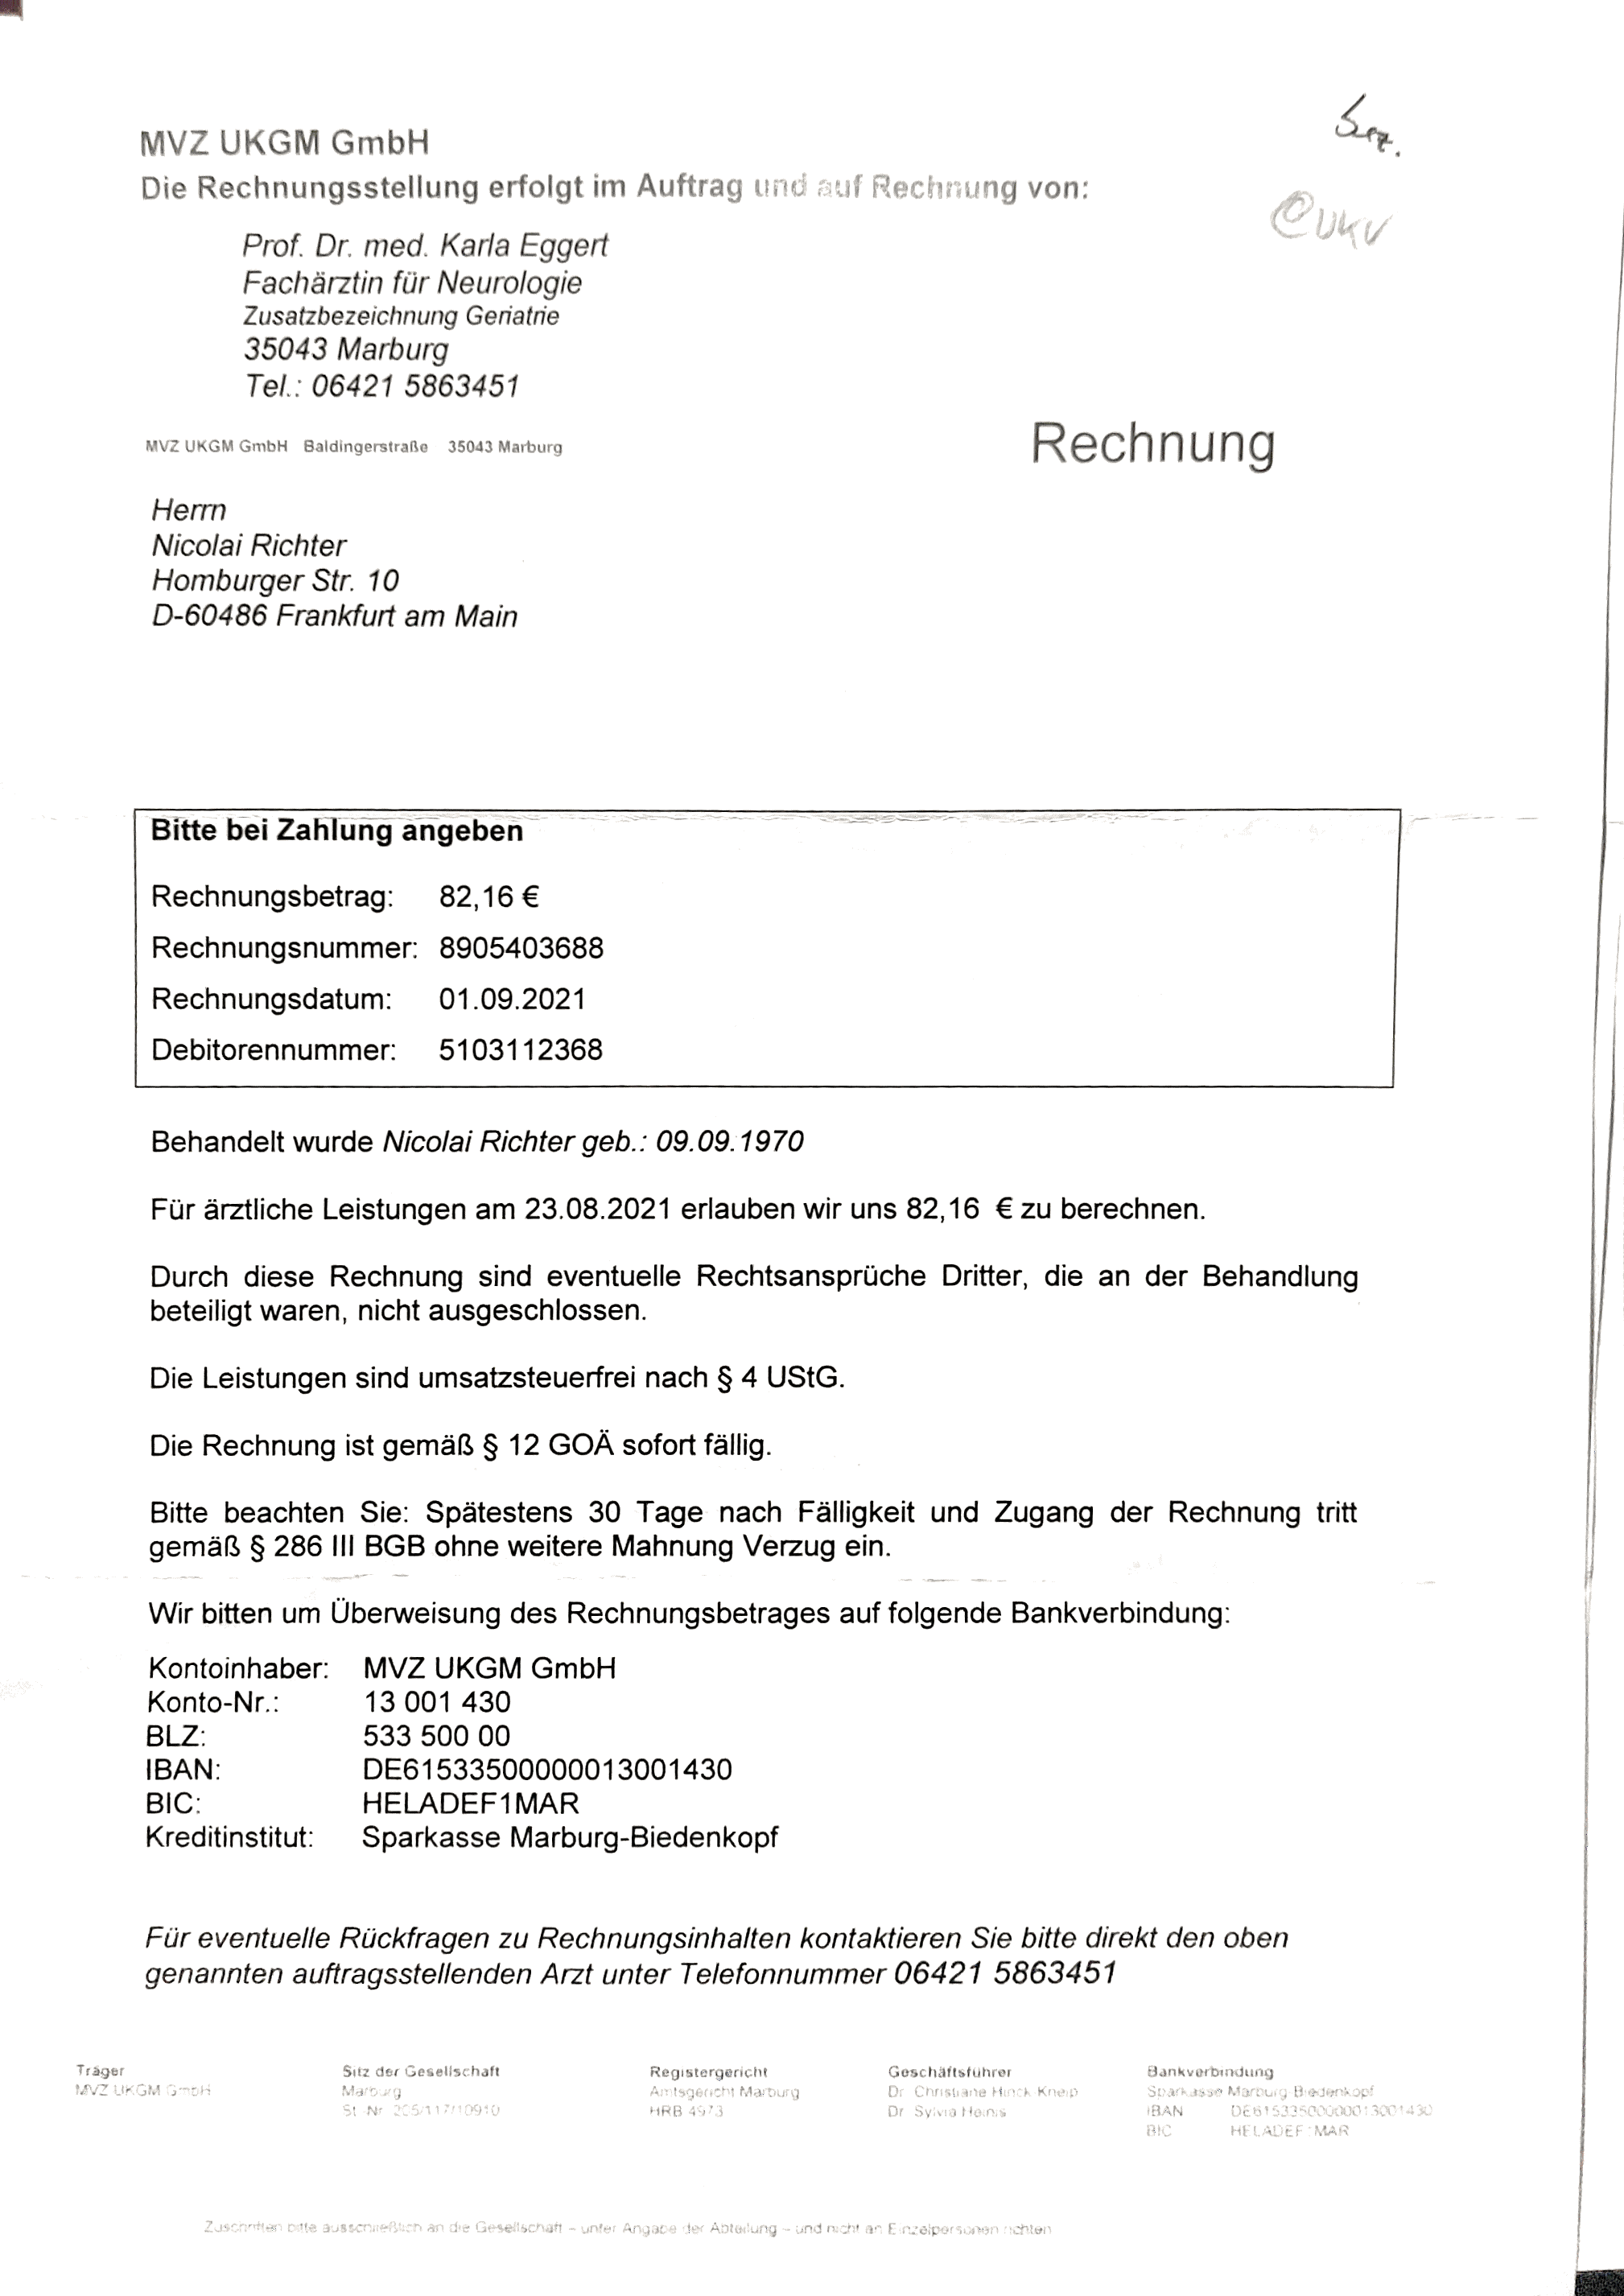 MVZ UKGM GmbH
Die Rechnungsstellung erfolgt im Auftrag und auf Rechnung von:
@UKV
Prof. Dr. med. Karla Eggert
Fachärztin für Neurologie
Zusatzbezeichnung Geriatrie
35043 Marburg
Tel.: 06421 5863451
MVZ UKGM GmbH Baldingerstraße 35043 Marburg
Rechnung
Herrn
Nicolai Richter
Homburger Str. 10
D-60486 Frankfurt am Main
Bitte bei Zahlung angeben
Rechnungsbetrag: 82,16 €
Rechnungsnummer: 8905403688
Rechnungsdatum: 01.09.2021
Debitorennummer: 5103112368
Behandelt wurde Nicolai Richter geb.: 09.09.1970
Für ärztliche Leistungen am 23.08.2021 erlauben wir uns 82,16 € zu berechnen.
Durch diese Rechnung sind eventuelle Rechtsansprüche Dritter, die an der Behandlung
beteiligt waren, nicht ausgeschlossen.
Die Leistungen sind umsatzsteuerfrei nach § 4 UStG.
Die Rechnung ist gemäß § 12 GOÄ sofort fällig.
Bitte beachten Sie: Spätestens 30 Tage nach Fälligkeit und Zugang der Rechnung tritt
gemäß § 286 III BGB ohne weitere Mahnung Verzug ein.
Wir bitten um Überweisung des Rechnungsbetrages auf folgende Bankverbindung:
Kontoinhaber: MVZ UKGM GmbH
Konto-Nr.: 13 001 430
BLZ: 533 500 00
IBAN: DE61533500000013001430
BIC: HELADEF1MAR
Kreditinstitut: Sparkasse Marburg-Biedenkopf
Für eventuelle Rückfragen zu Rechnungsinhalten kontaktieren Sie bitte direkt den oben
genannten auftragsstellenden Arzt unter Telefonnummer 06421 5863451
Träger Sitz der Gesellschaft Registergericht Geschäftsführer Bankverbindung
MVZ UKGM GmbH Marburg Amtsgericht Marburg Dr. Christiane Hinck-Kneip Sparkasse Marburg Biedenkopf
St.-Nr. HRB 4973 Dr. Sylvia Heinis IBAN DE61533500000013001430
BIC HELADEF1MAR
Zuschriften bitte ausschließlich an die Gesellschaft – unter Angabe der Abteilung – und nicht an Einzelpersonen richten